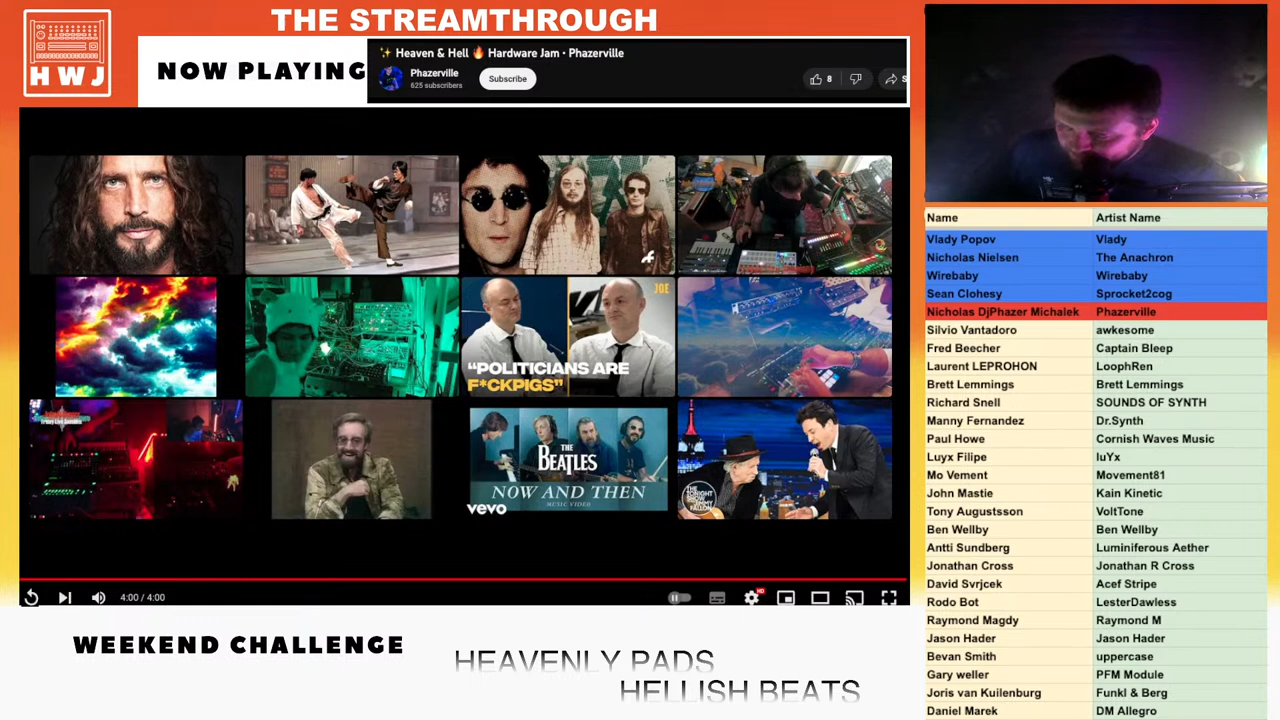 THE STREAMTHROUGH
HWJ
NOW PLAYING
✨ Heaven & Hell 🔥 Hardware Jam • Phazerville
Phazerville
625 subscribers
Subscribe
8
S
JOE
“POLITICIANS ARE
F*CKPIGS”
THE
BEATLES
NOW AND THEN
MUSIC VIDEO
vevo
THE
TONIGHT
SHOW
4:00 / 4:00
HD
WEEKEND CHALLENGE
HEAVENLY PADS
HELLISH BEATS
Name Artist Name
Vlady Popov Vlady
Nicholas Nielsen The Anachron
Wirebaby Wirebaby
Sean Clohesy Sprocket2cog
Nicholas DjPhazer Michalek Phazerville
Silvio Vantadoro awkesome
Fred Beecher Captain Bleep
Laurent LEPROHON LoophRen
Brett Lemmings Brett Lemmings
Richard Snell SOUNDS OF SYNTH
Manny Fernandez Dr.Synth
Paul Howe Cornish Waves Music
Luyx Filipe luYx
Mo Vement Movement81
John Mastie Kain Kinetic
Tony Augustsson VoltTone
Ben Wellby Ben Wellby
Antti Sundberg Luminiferous Aether
Jonathan Cross Jonathan R Cross
David Svrjcek Acef Stripe
Rodo Bot LesterDawless
Raymond Magdy Raymond M
Jason Hader Jason Hader
Bevan Smith uppercase
Gary weller PFM Module
Joris van Kuilenburg Funkl & Berg
Daniel Marek DM Allegro